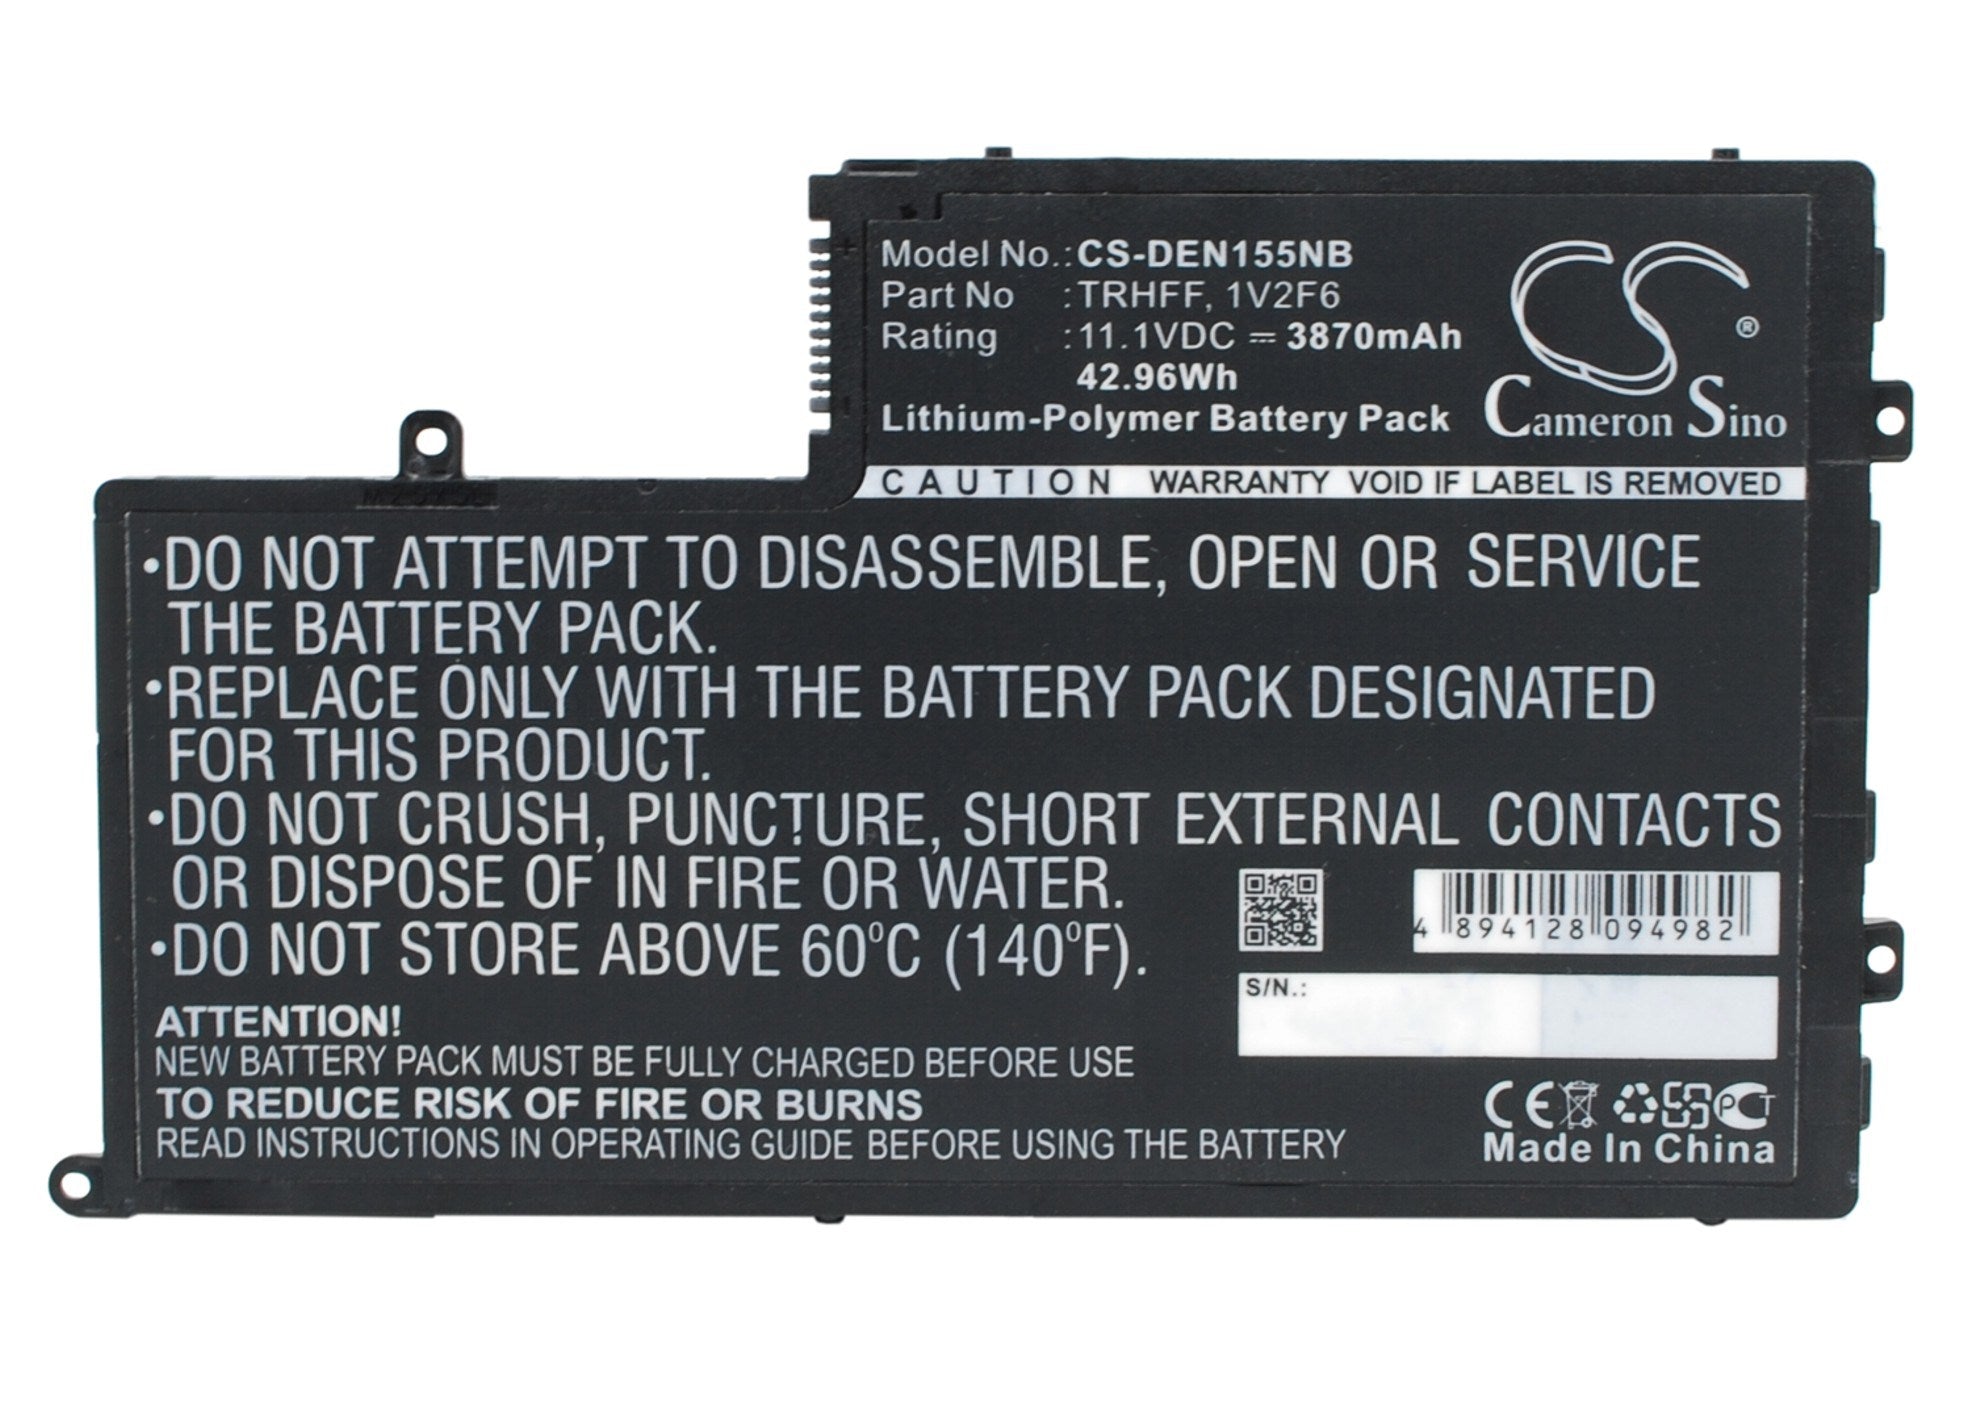 Model No.:CS-DEN155NB
Part No :TRHFF, 1V2F6
Rating :11.1VDC ⎓ 3870mAh
42.96Wh
Lithium-Polymer Battery Pack
CS®
Cameron Sino
CAUTION WARRANTY VOID IF LABEL IS REMOVED
•DO NOT ATTEMPT TO DISASSEMBLE, OPEN OR SERVICE
THE BATTERY PACK.
•REPLACE ONLY WITH THE BATTERY PACK DESIGNATED
FOR THIS PRODUCT.
•DO NOT CRUSH, PUNCTURE, SHORT EXTERNAL CONTACTS
OR DISPOSE OF IN FIRE OR WATER.
•DO NOT STORE ABOVE 60⁰C (140⁰F).
4 894128 094982
S/N.:
ATTENTION!
NEW BATTERY PACK MUST BE FULLY CHARGED BEFORE USE
TO REDUCE RISK OF FIRE OR BURNS
READ INSTRUCTIONS IN OPERATING GUIDE BEFORE USING THE BATTERY
CE PCT
Made In China